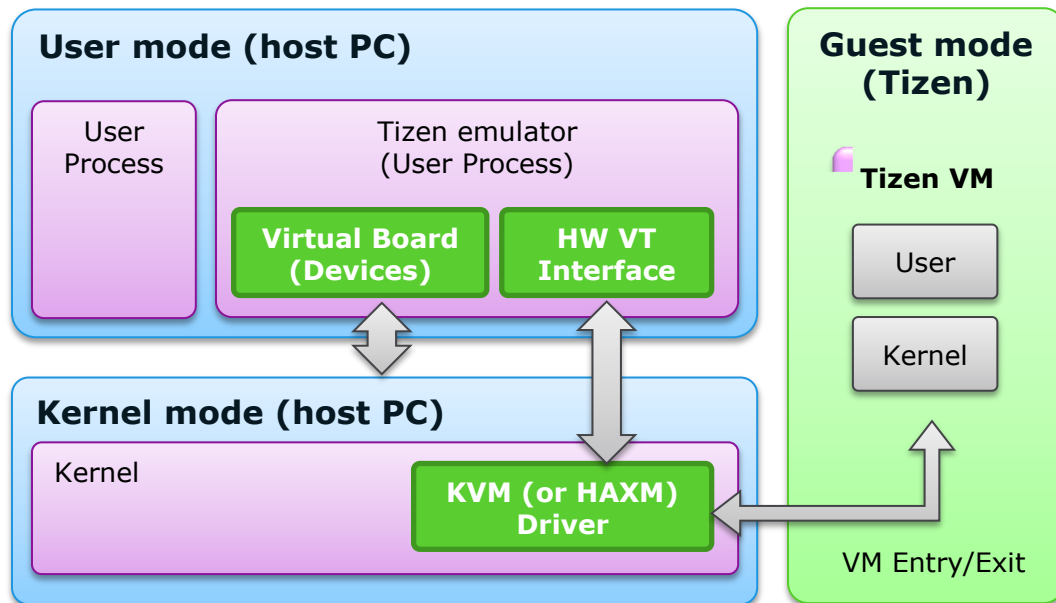 User mode (host PC)
User
Process
Tizen emulator
(User Process)
Virtual Board
(Devices)
HW VT
Interface
Kernel mode (host PC)
Kernel
KVM (or HAXM)
Driver
Guest mode
(Tizen)
Tizen VM
User
Kernel
VM Entry/Exit